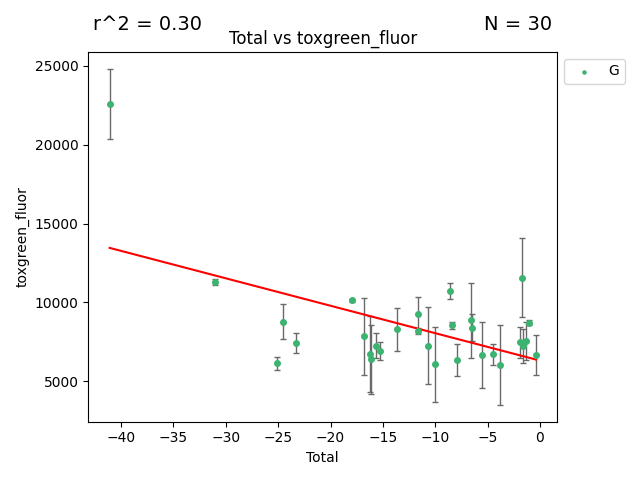 r^2 = 0.30
N = 30
Total vs toxgreen_fluor
G
25000
20000
15000
10000
5000
toxgreen_fluor
−40 −35 −30 −25 −20 −15 −10 −5 0
Total